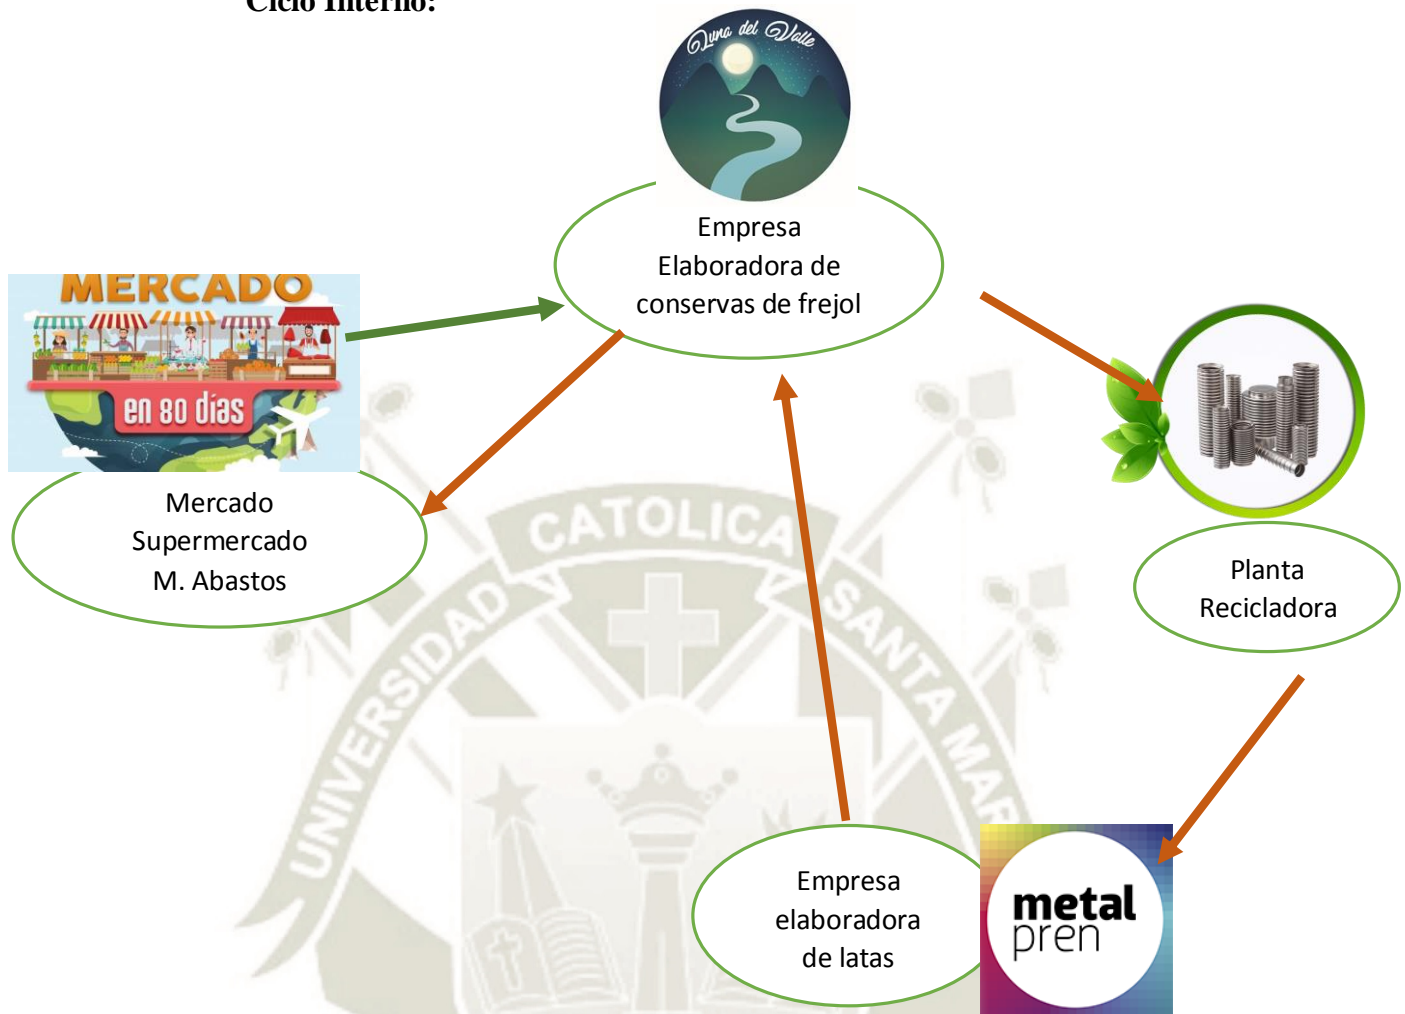 Ciclo Interno:
Luna del Valle
Empresa
Elaboradora de
conservas de frejol
MERCADO
en 80 días
Mercado
Supermercado
M. Abastos
Planta
Recicladora
Empresa
elaboradora
de latas
metal
pren
UNIVERSIDAD CATOLICA SANTA MAR